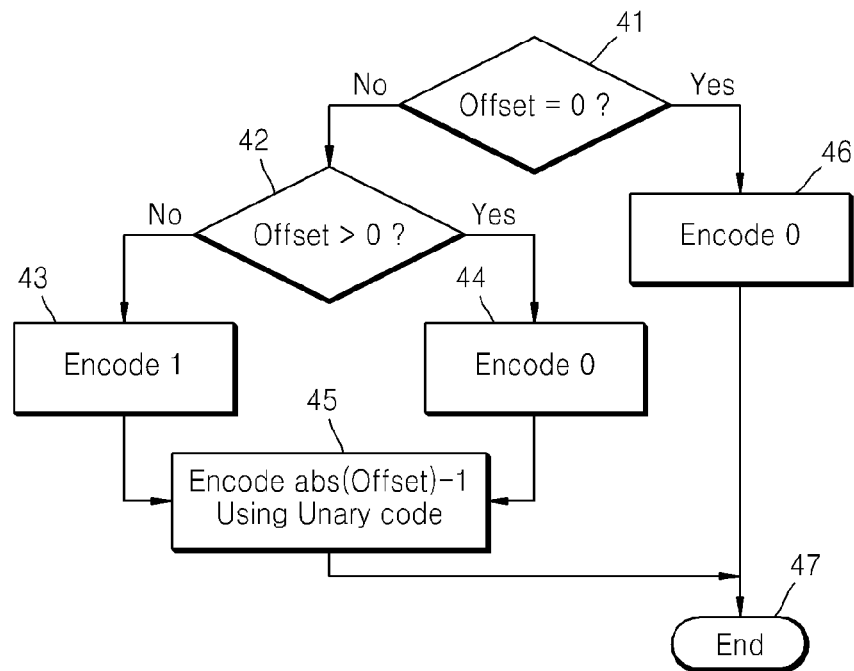 41
No
Offset = 0 ?
Yes
42
46
No
Offset > 0 ?
Yes
Encode 0
43
44
Encode 1
Encode 0
45
Encode abs(Offset)-1
Using Unary code
47
End